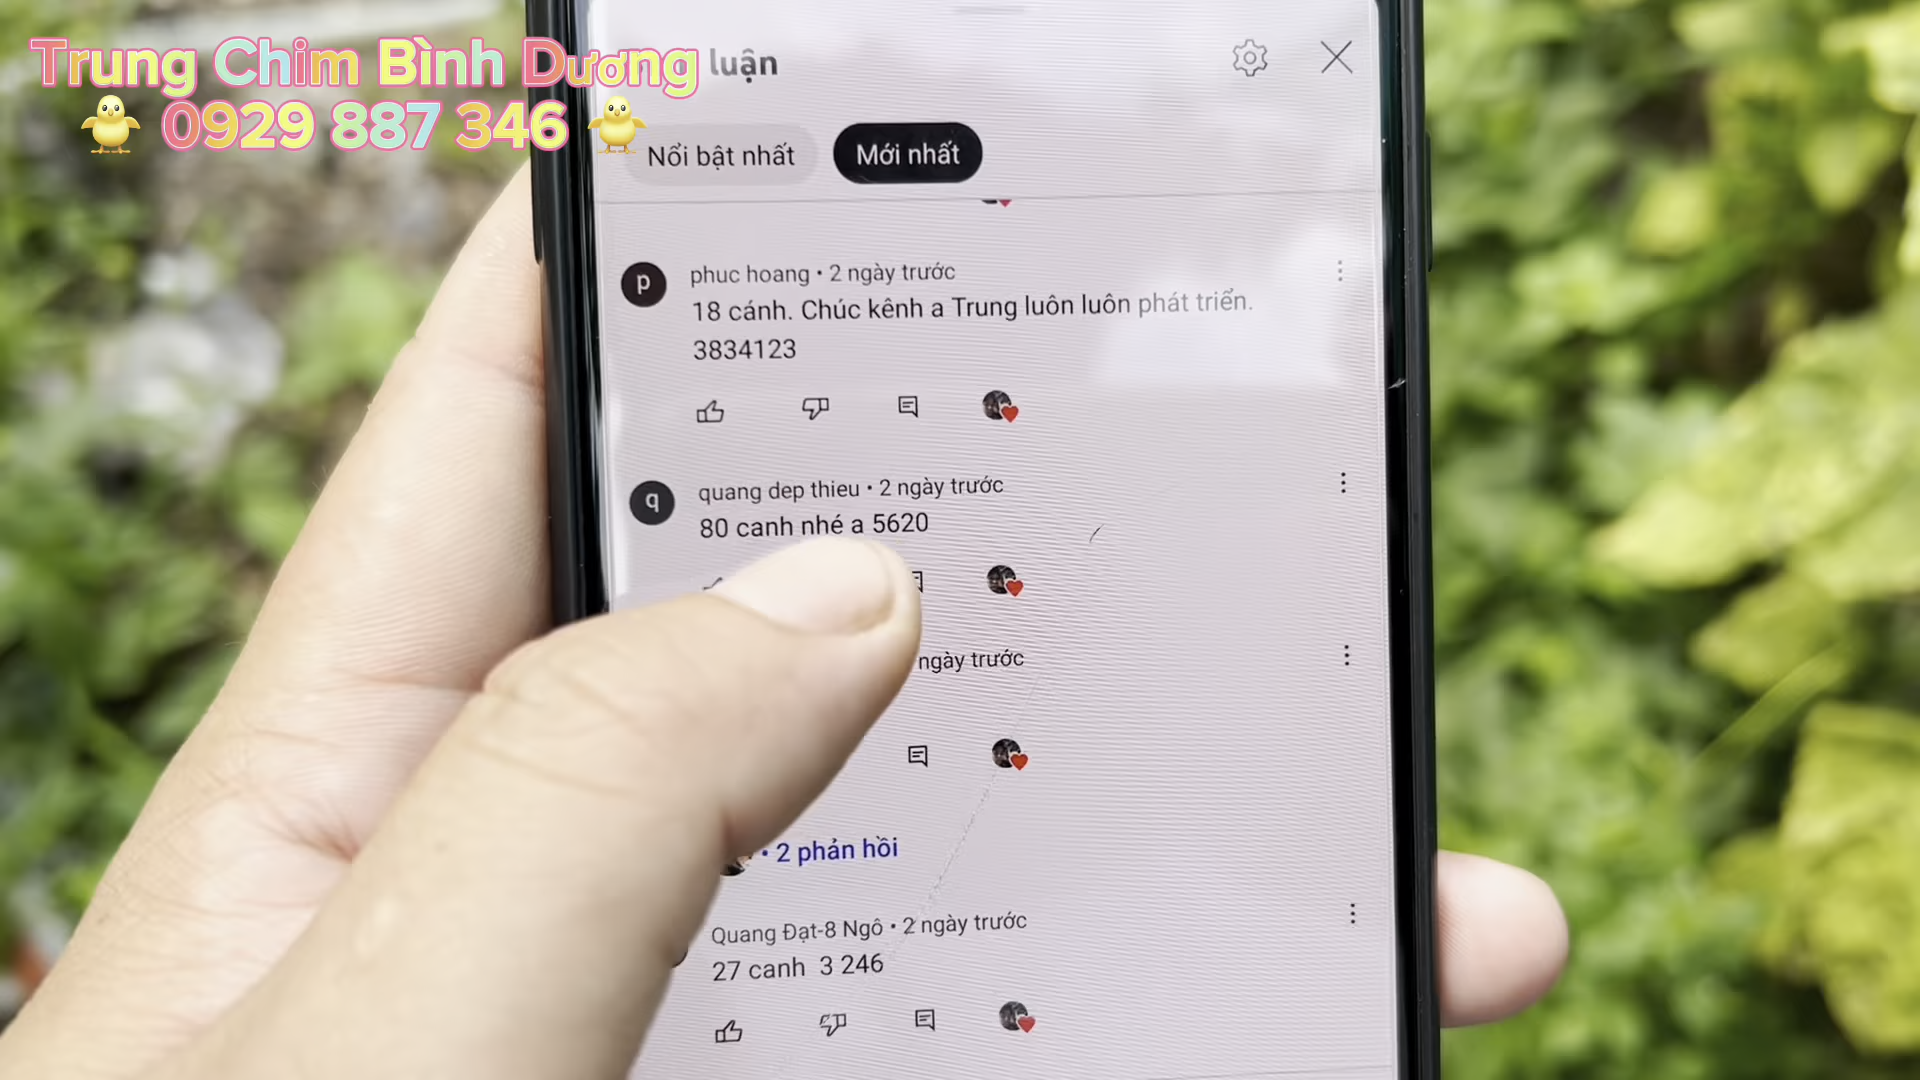 Trung Chim Bình Dương
0929 887 346
luận
Nổi bật nhất
Mới nhất
p
phuc hoang • 2 ngày trước
18 cánh. Chúc kênh a Trung luôn luôn phát triển.
3834123
q
quang dep thieu • 2 ngày trước
80 canh nhé a 5620
ngày trước
• 2 phản hồi
Quang Đạt-8 Ngô • 2 ngày trước
27 canh 3 246